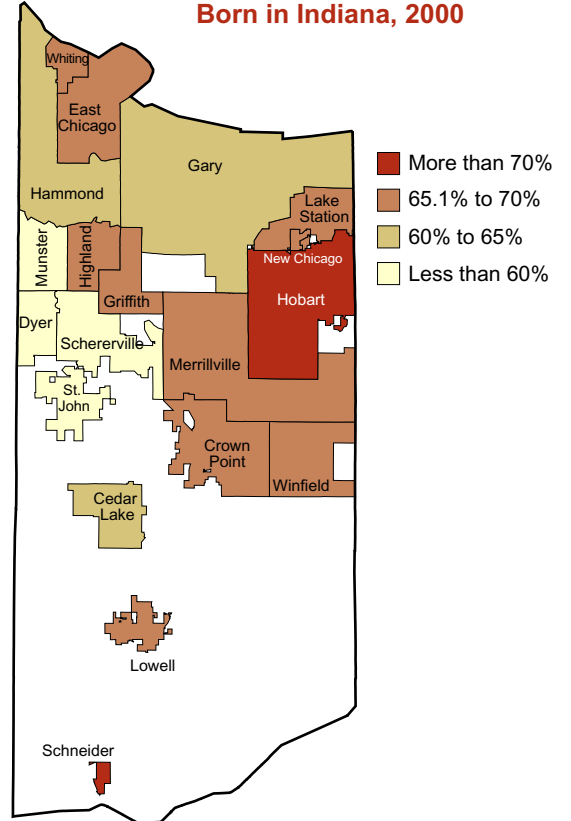 Born in Indiana, 2000
Whiting
East
Chicago
Gary
Hammond
Lake
Station
More than 70%
65.1% to 70%
60% to 65%
Less than 60%
Munster
Highland
New Chicago
Hobart
Griffith
Dyer
Schererville
Merrillville
St.
John
Crown
Point
Winfield
Cedar
Lake
Lowell
Schneider